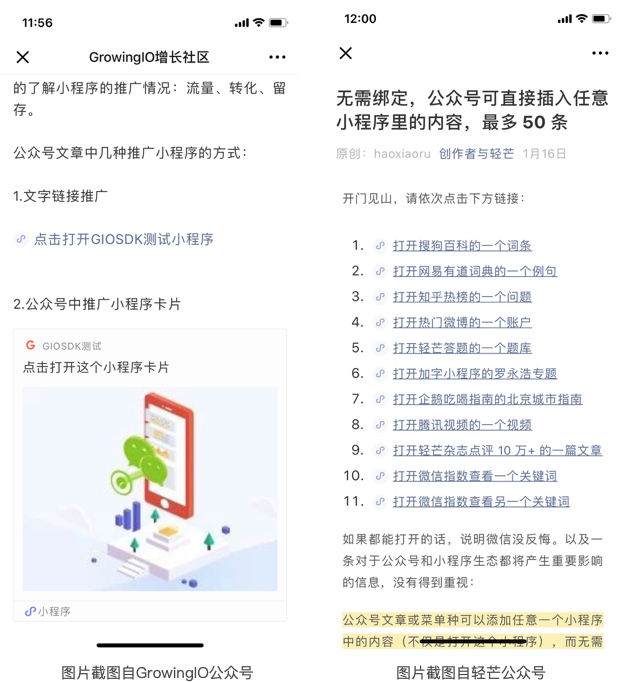 11:56
GrowingIO增长社区
的了解小程序的推广情况：流量、转化、留
存。
公众号文章中几种推广小程序的方式：
1.文字链接推广
点击打开GIOSDK测试小程序
2.公众号中推广小程序卡片
GIOSDK测试
点击打开这个小程序卡片
小程序
图片截图自GrowingIO公众号
12:00
无需绑定，公众号可直接插入任意
小程序里的内容，最多 50 条
原创： haoxiaoru 创作者与轻芒 1月16日
开门见山，请依次点击下方链接：
1. 打开搜狗百科的一个词条
2. 打开网易有道词典的一个例句
3. 打开知乎热榜的一个问题
4. 打开热门微博的一个账户
5. 打开轻芒答题的一个题库
6. 打开加字小程序的罗永浩专题
7. 打开企鹅吃喝指南的北京城市指南
8. 打开腾讯视频的一个视频
9. 打开轻芒杂志点评 10 万+ 的一篇文章
10. 打开微信指数查看一个关键词
11. 打开微信指数查看另一个关键词
如果都能打开的话，说明微信没反悔。以及一
条对于公众号和小程序生态都将产生重要影响
的信息，没有得到重视：
公众号文章或菜单种可以添加任意一个小程序
中的内容（不仅是打开这个小程序），而无需
图片截图自轻芒公众号